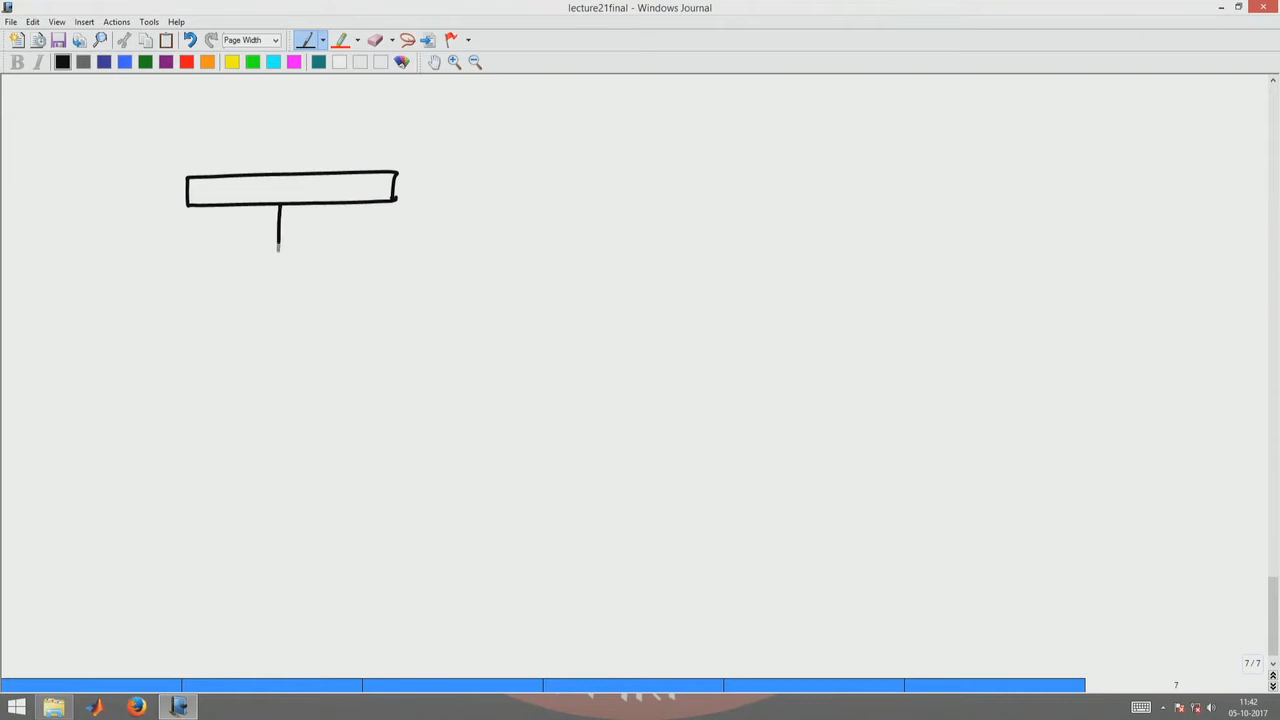 lecture21final - Windows Journal
File Edit View Insert Actions Tools Help
Page Width
B I
7 / 7
7
11:42
05-10-2017